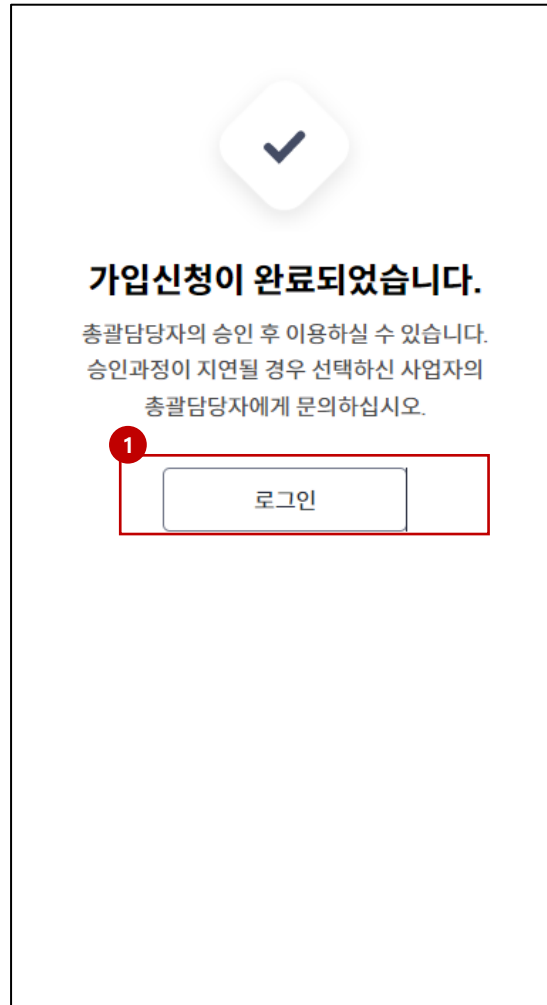 가입신청이 완료되었습니다.
총괄담당자의 승인 후 이용하실 수 있습니다.
승인과정이 지연될 경우 선택하신 사업자의
총괄담당자에게 문의하십시오.
1
로그인